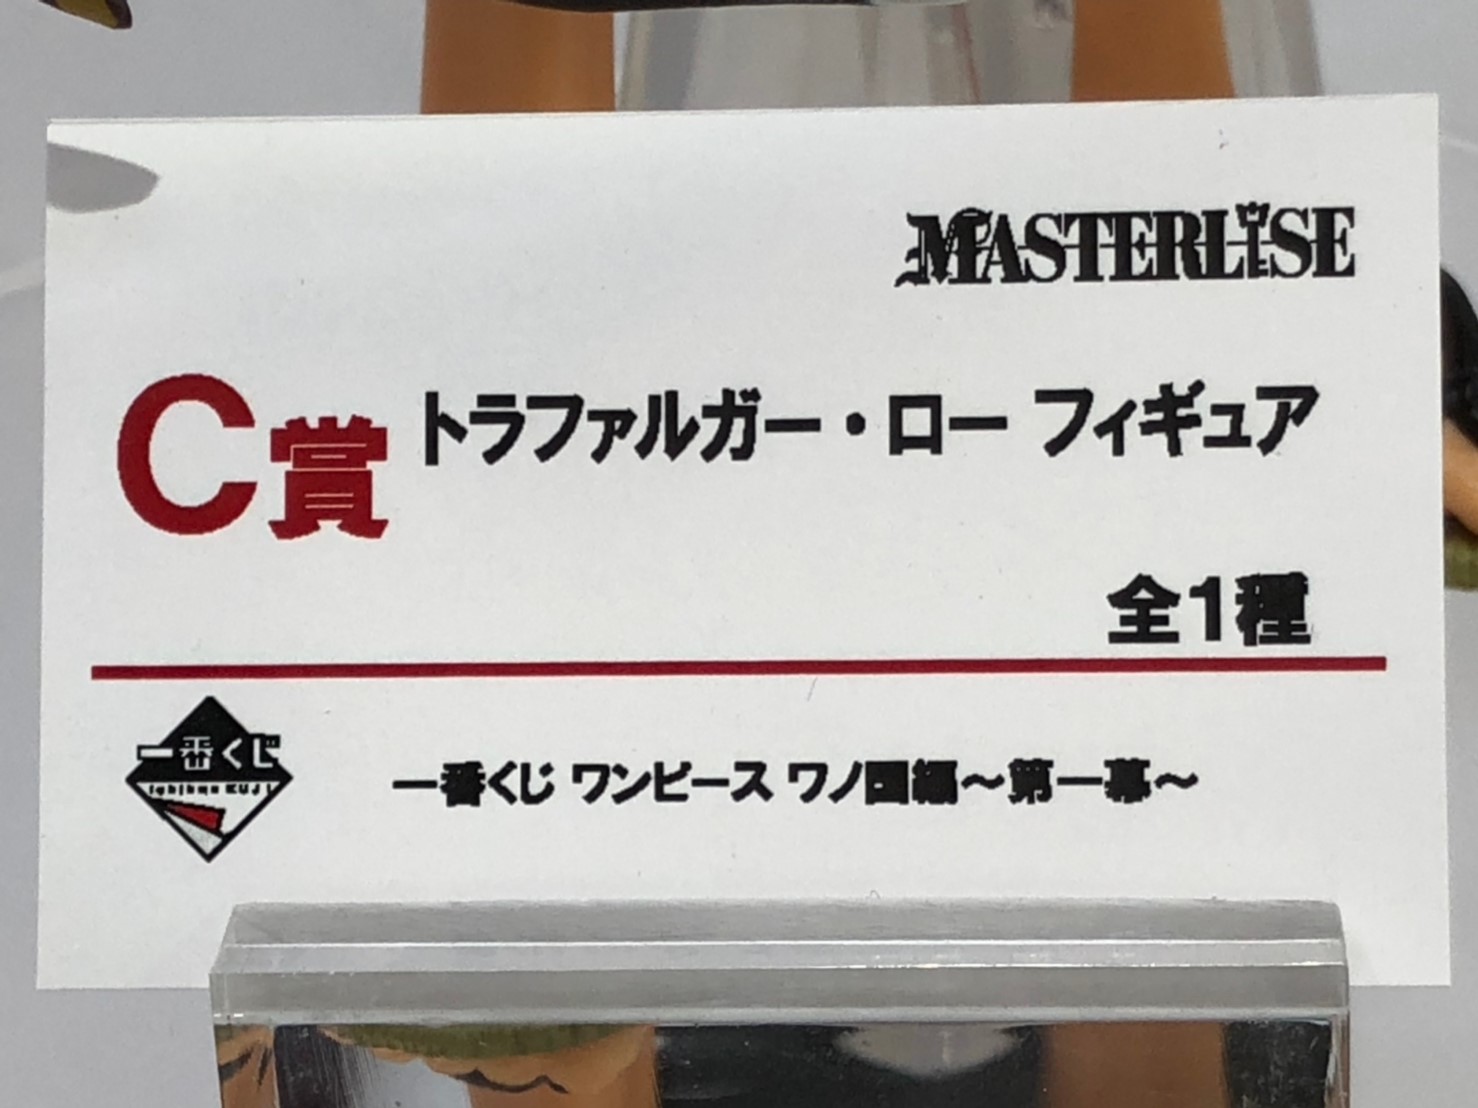 MASTERLISE
C賞 トラファルガー・ロー フィギュア
全1種
一番くじ
Ichiban KUJI
一番くじ ワンピース ワノ国編～第一幕～